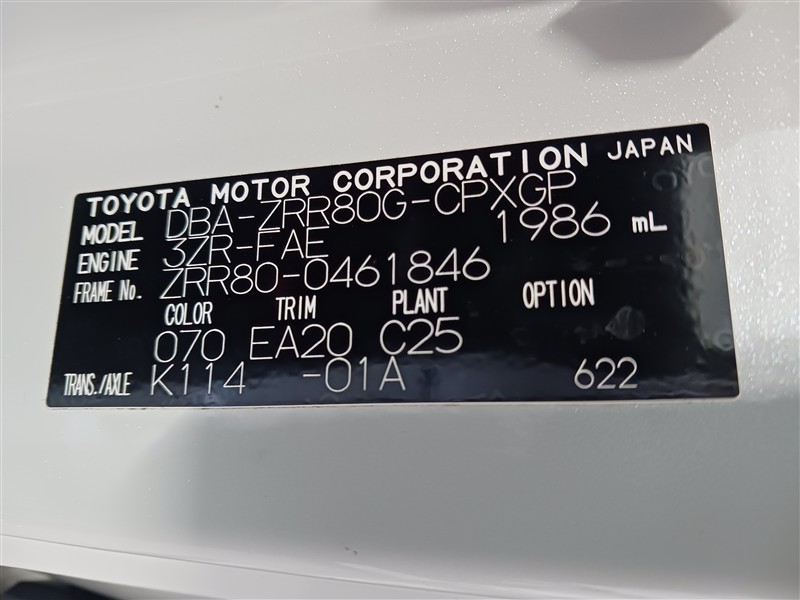 TOYOTA MOTOR CORPORATION JAPAN
MODEL DBA-ZRR80G-CPXGP
ENGINE 3ZR-FAE 1986 mL
FRAME No. ZRR80-0461846
COLOR TRIM PLANT OPTION
070 EA20 C25
TRANS./AXLE K114 -01A 622